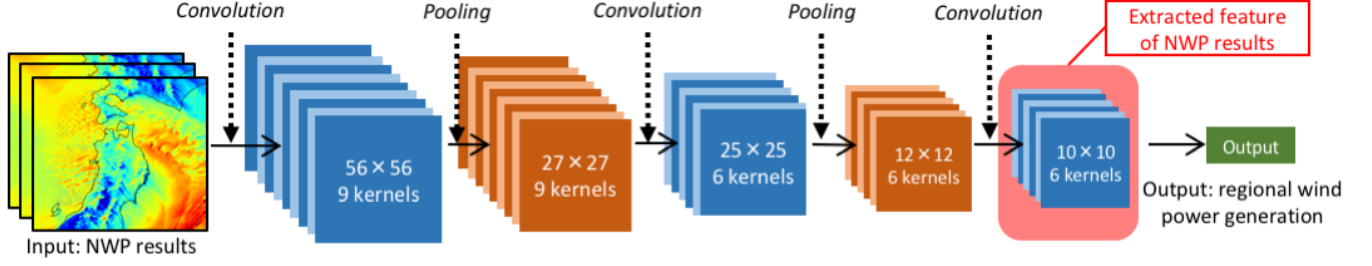 Convolution
Pooling
Convolution
Pooling
Convolution
Extracted feature
of NWP results
56 × 56
9 kernels
27 × 27
9 kernels
25 × 25
6 kernels
12 × 12
6 kernels
10 × 10
6 kernels
Output
Input: NWP results
Output: regional wind
power generation